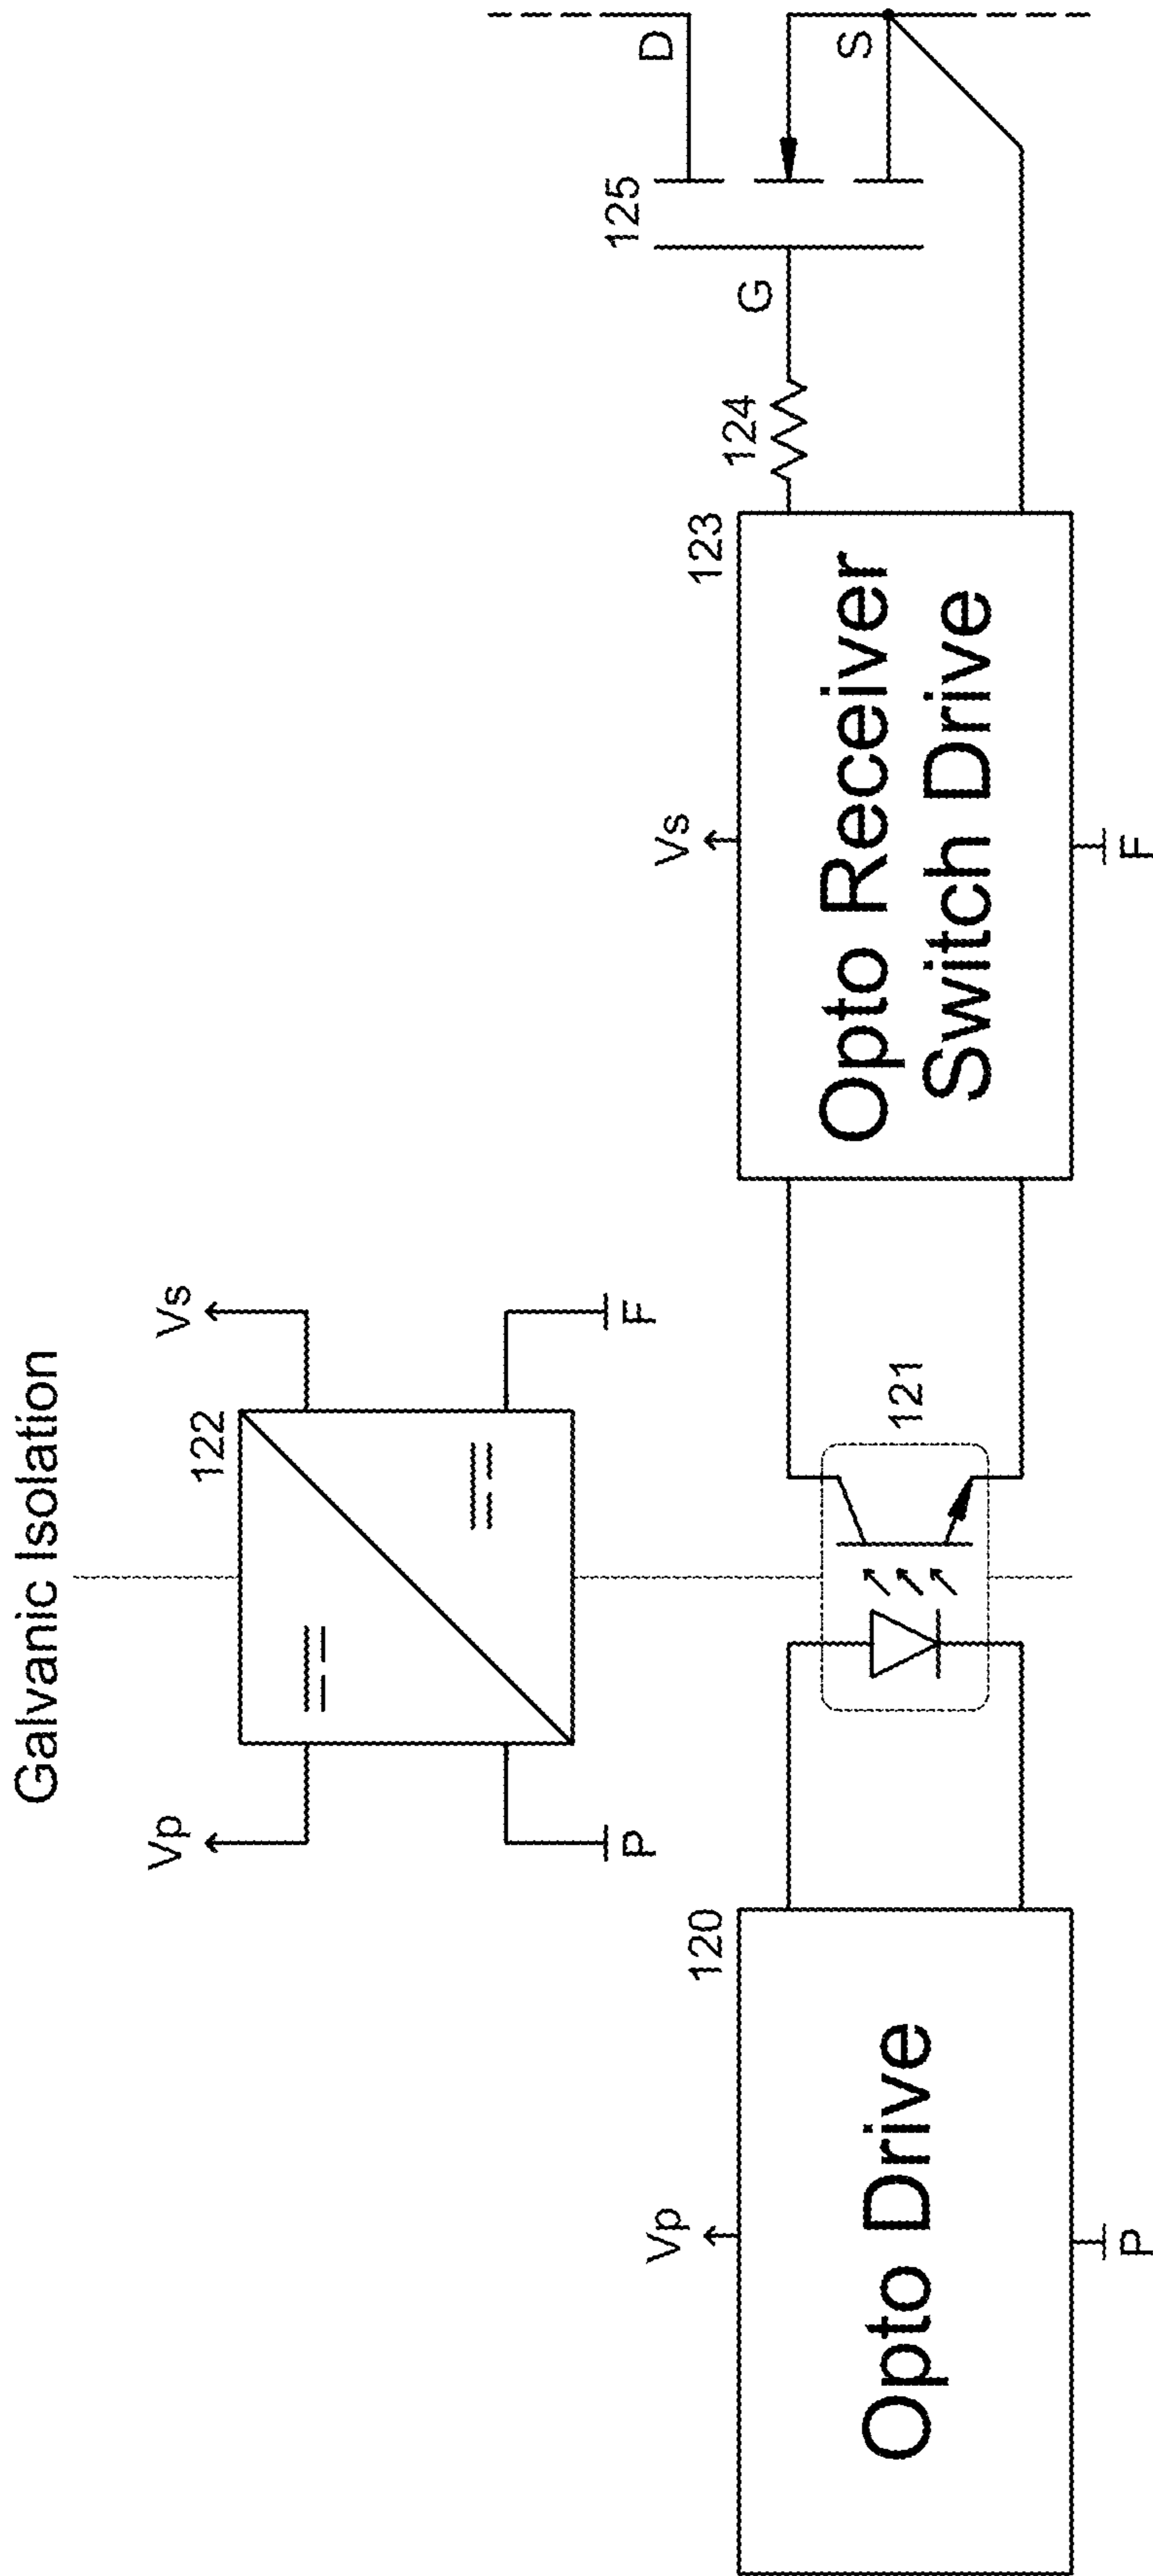 Galvanic Isolation
Vp
Vs
122
P
F
Vp
120
Opto Drive
P
121
Vs
123
Opto Receiver
Switch Drive
F
124
G
125
D
S